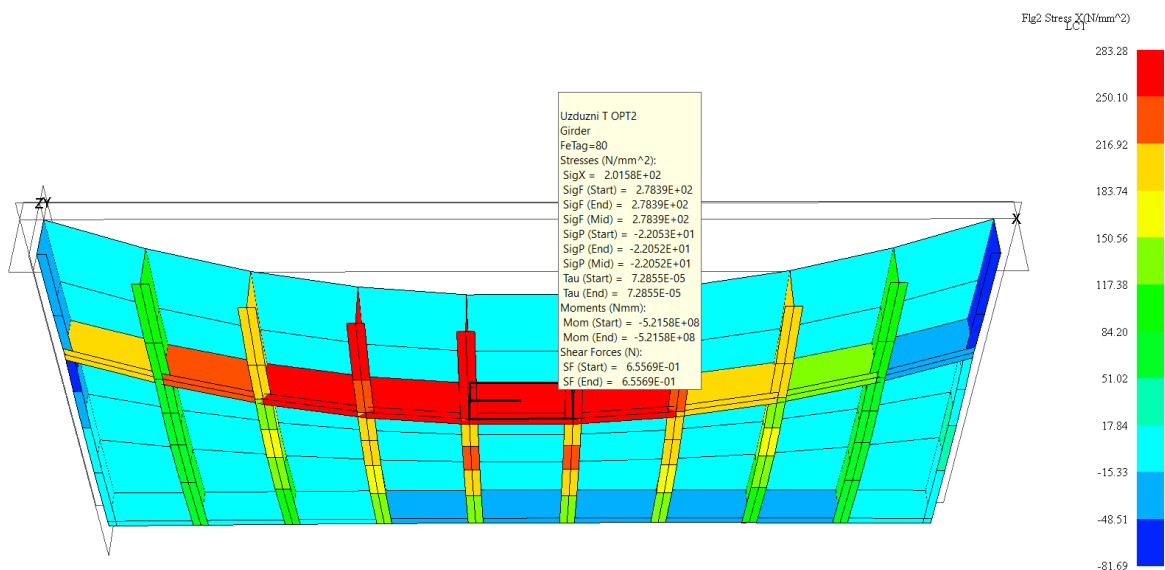 Flg2 Stress X(N/mm^2)
LC1
283.28
250.10
216.92
183.74
150.56
117.38
84.20
51.02
17.84
-15.33
-48.51
-81.69
Uzduzni T OPT2
Girder
FeTag=80
Stresses (N/mm^2):
SigX = 2.0158E+02
SigF (Start) = 2.7839E+02
SigF (End) = 2.7839E+02
SigF (Mid) = 2.7839E+02
SigP (Start) = -2.2053E+01
SigP (End) = -2.2052E+01
SigP (Mid) = -2.2052E+01
Tau (Start) = 7.2855E-05
Tau (End) = 7.2855E-05
Moments (Nmm):
Mom (Start) = -5.2158E+08
Mom (End) = -5.2158E+08
Shear Forces (N):
SF (Start) = 6.5569E-01
SF (End) = 6.5569E-01
ZY
X